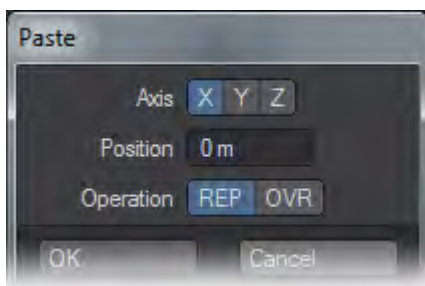 Paste
Axis X Y Z
Position 0 m
Operation REP OVR
OK Cancel